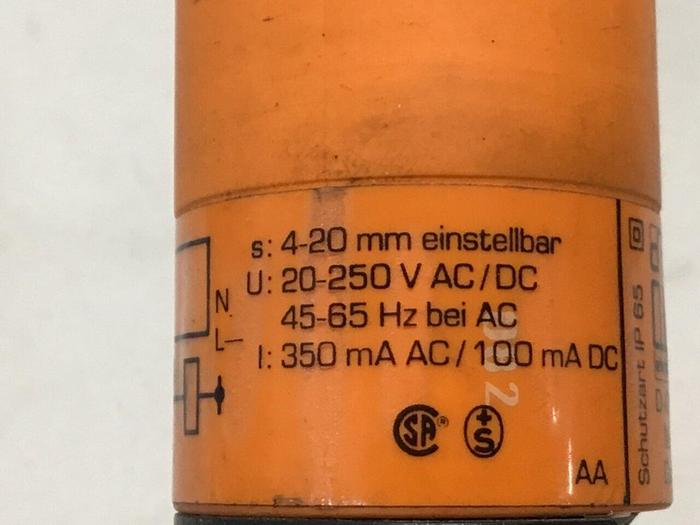 s: 4-20 mm einstellbar
U: 20-250 V AC/DC
45-65 Hz bei AC
I: 350 mA AC/100 mA DC
N
L
CSA®
+S
AA
Schutzart IP 65